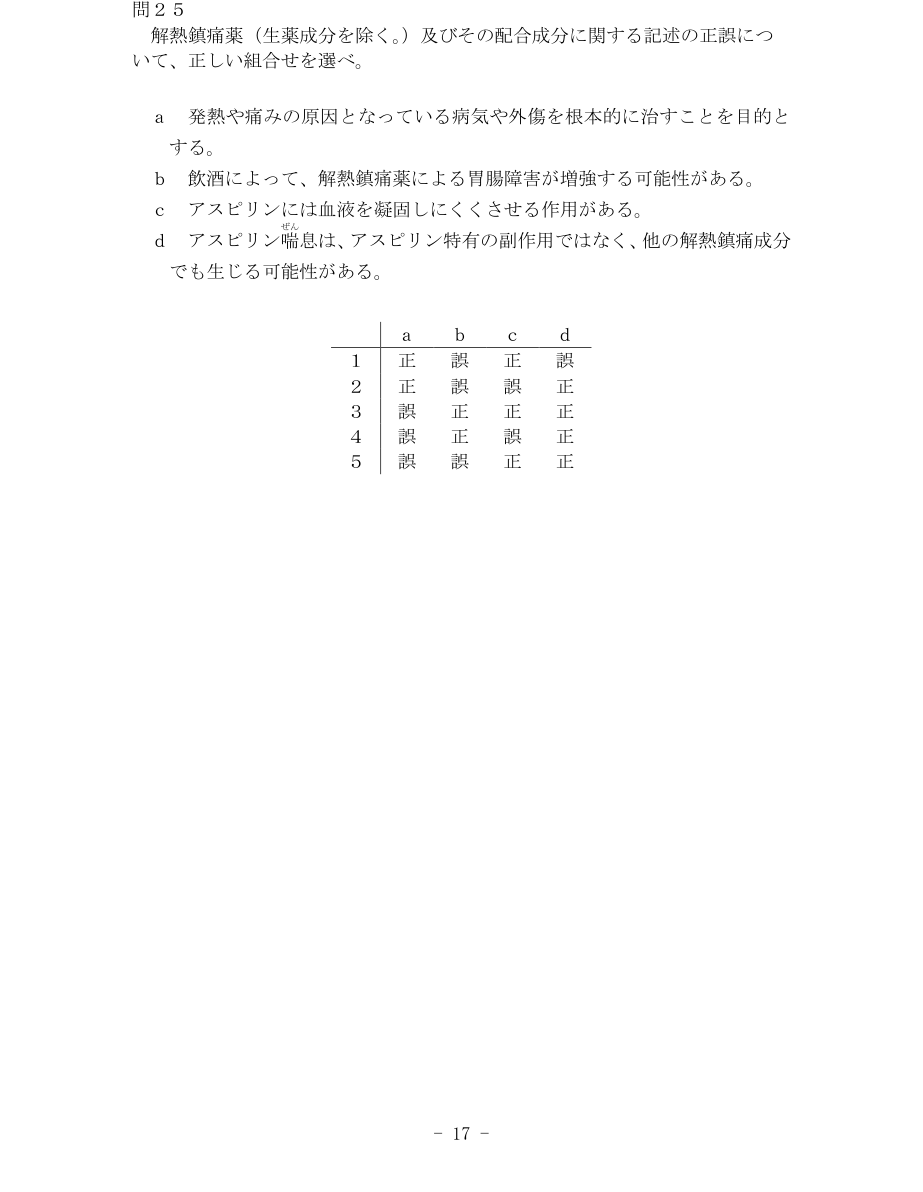 問２５
解熱鎮痛薬（生薬成分を除く。）及びその配合成分に関する記述の正誤につ
いて、正しい組合せを選べ。
ａ　発熱や痛みの原因となっている病気や外傷を根本的に治すことを目的と
する。
ｂ　飲酒によって、解熱鎮痛薬による胃腸障害が増強する可能性がある。
ｃ　アスピリンには血液を凝固しにくくさせる作用がある。
ぜん
ｄ　アスピリン喘息は、アスピリン特有の副作用ではなく、他の解熱鎮痛成分
でも生じる可能性がある。
ａ　ｂ　ｃ　ｄ
１　正　誤　正　誤
２　正　誤　誤　正
３　誤　正　正　正
４　誤　正　誤　正
５　誤　誤　正　正
- 17 -